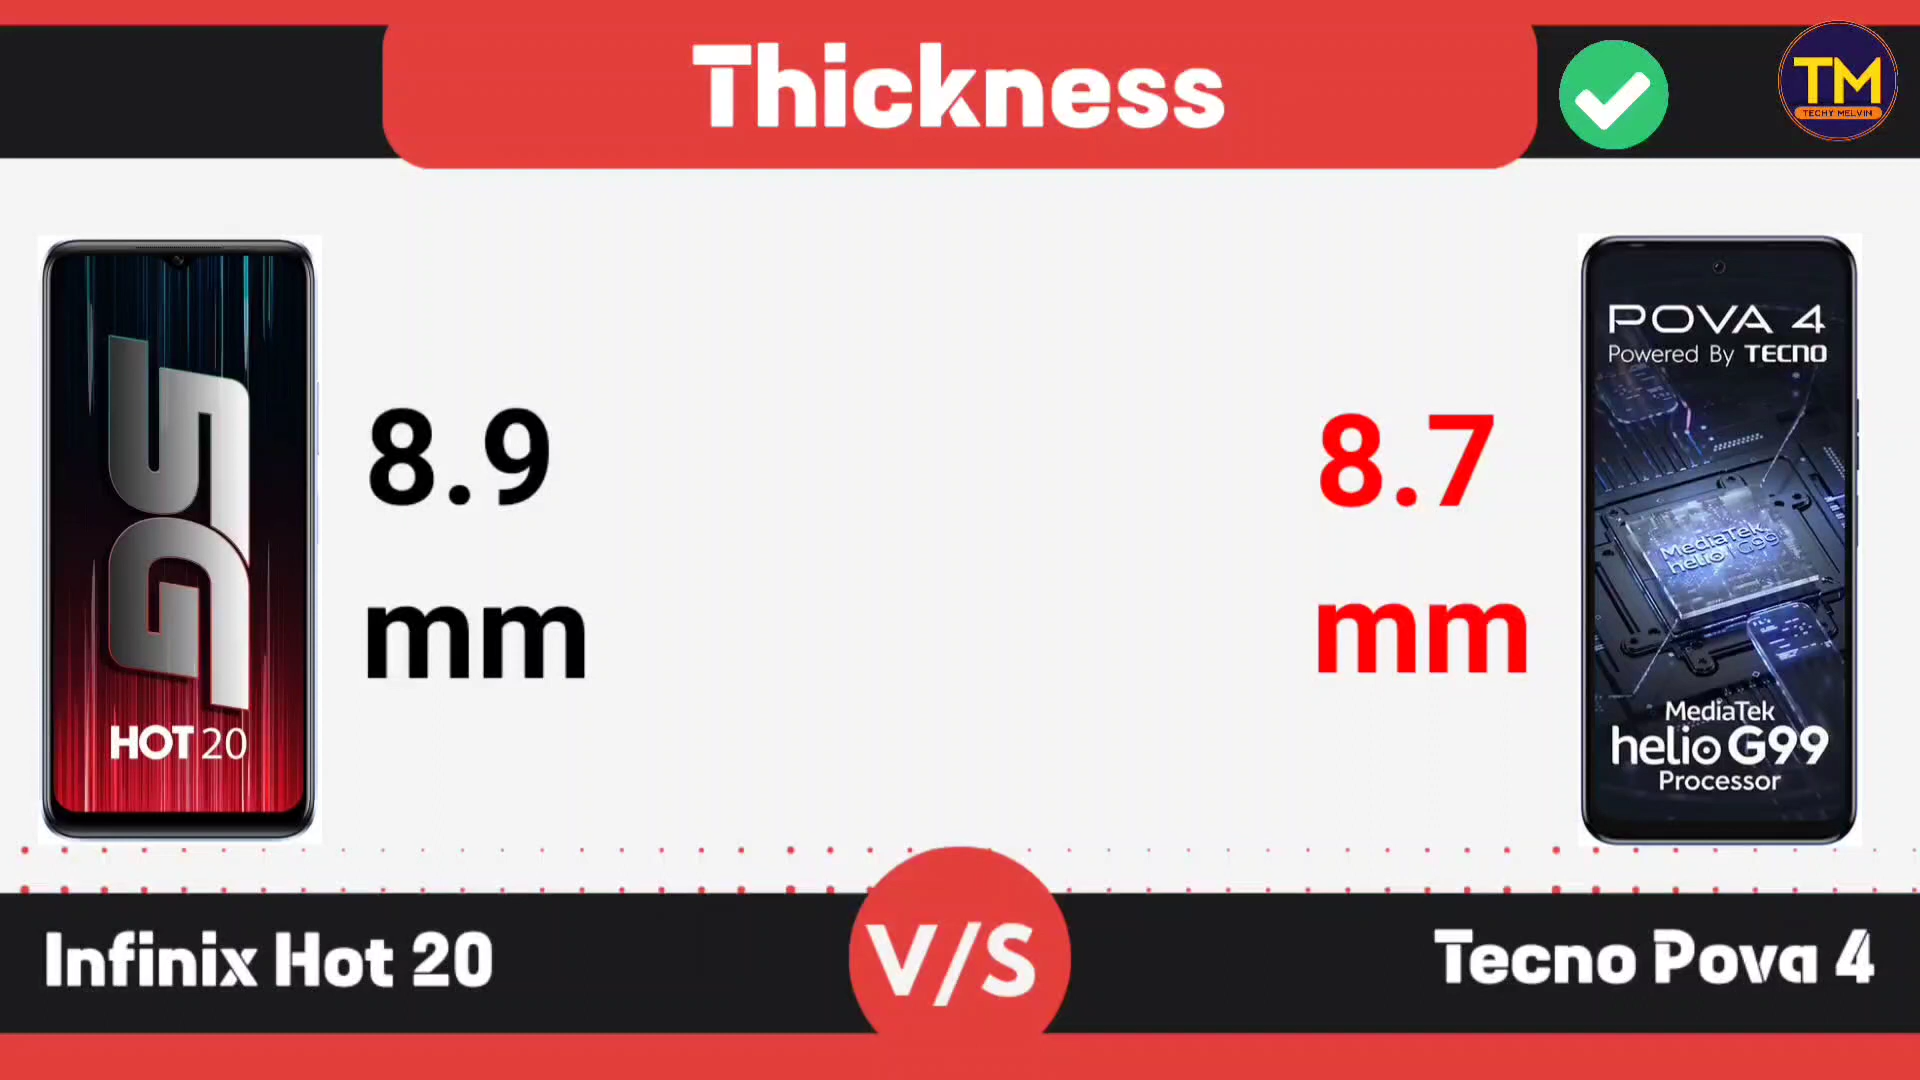 Thickness
TM
TECHY MELVIN
5G
HOT 20
8.9
mm
8.7
mm
POVA 4
Powered By TECNO
MediaTek
helio G99
MediaTek
helio G99
Processor
Infinix Hot 20
V/S
Tecno Pova 4